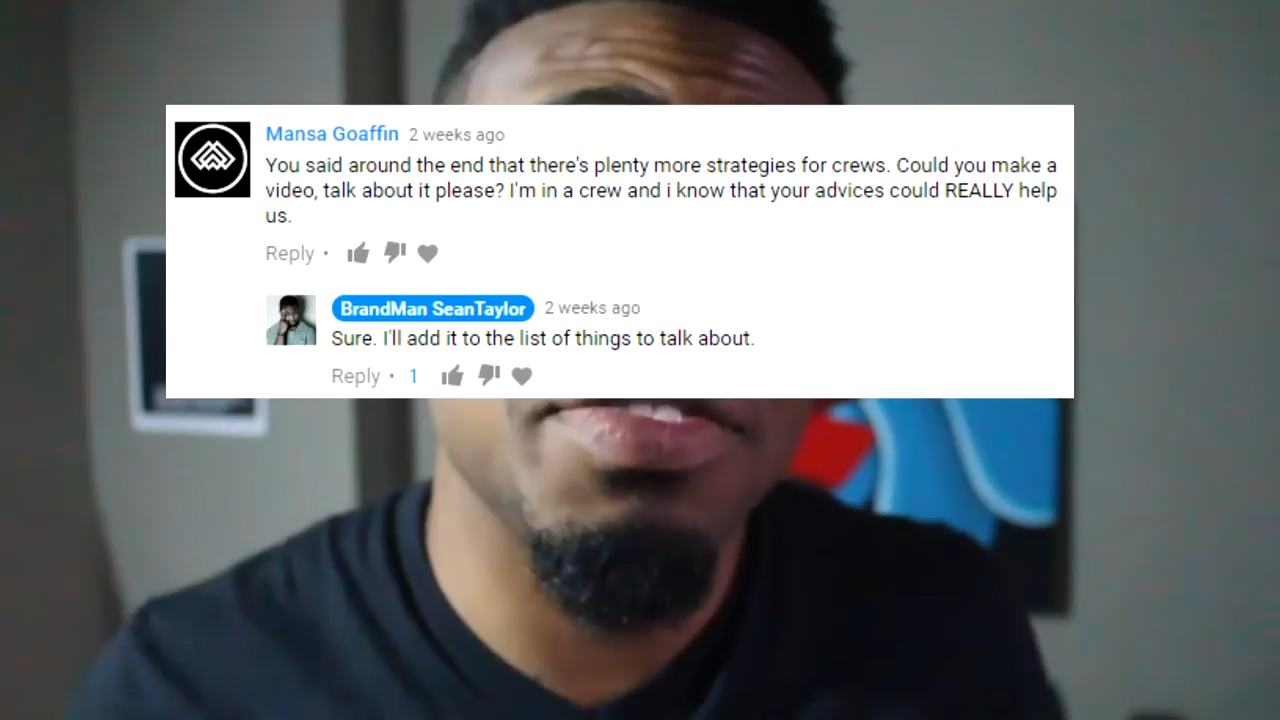 Mansa Goaffin 2 weeks ago
You said around the end that there's plenty more strategies for crews. Could you make a
video, talk about it please? I'm in a crew and i know that your advices could REALLY help
us.
Reply •
BrandMan SeanTaylor 2 weeks ago
Sure. I'll add it to the list of things to talk about.
Reply • 1